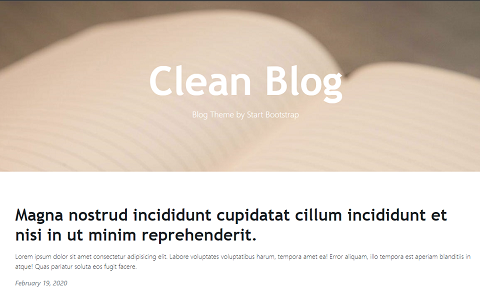 Clean Blog
Blog Theme by Start Bootstrap
Magna nostrud incididunt cupidatat cillum incididunt et
nisi in ut minim reprehenderit.
Lorem ipsum dolor sit amet consectetur adipisicing elit. Labore voluptates voluptatibus harum, tempora amet ea! Error aliquam, illo tempora est aperiam blanditiis in
atque! Quas pariatur soluta eos fugit facere.
February 19, 2020